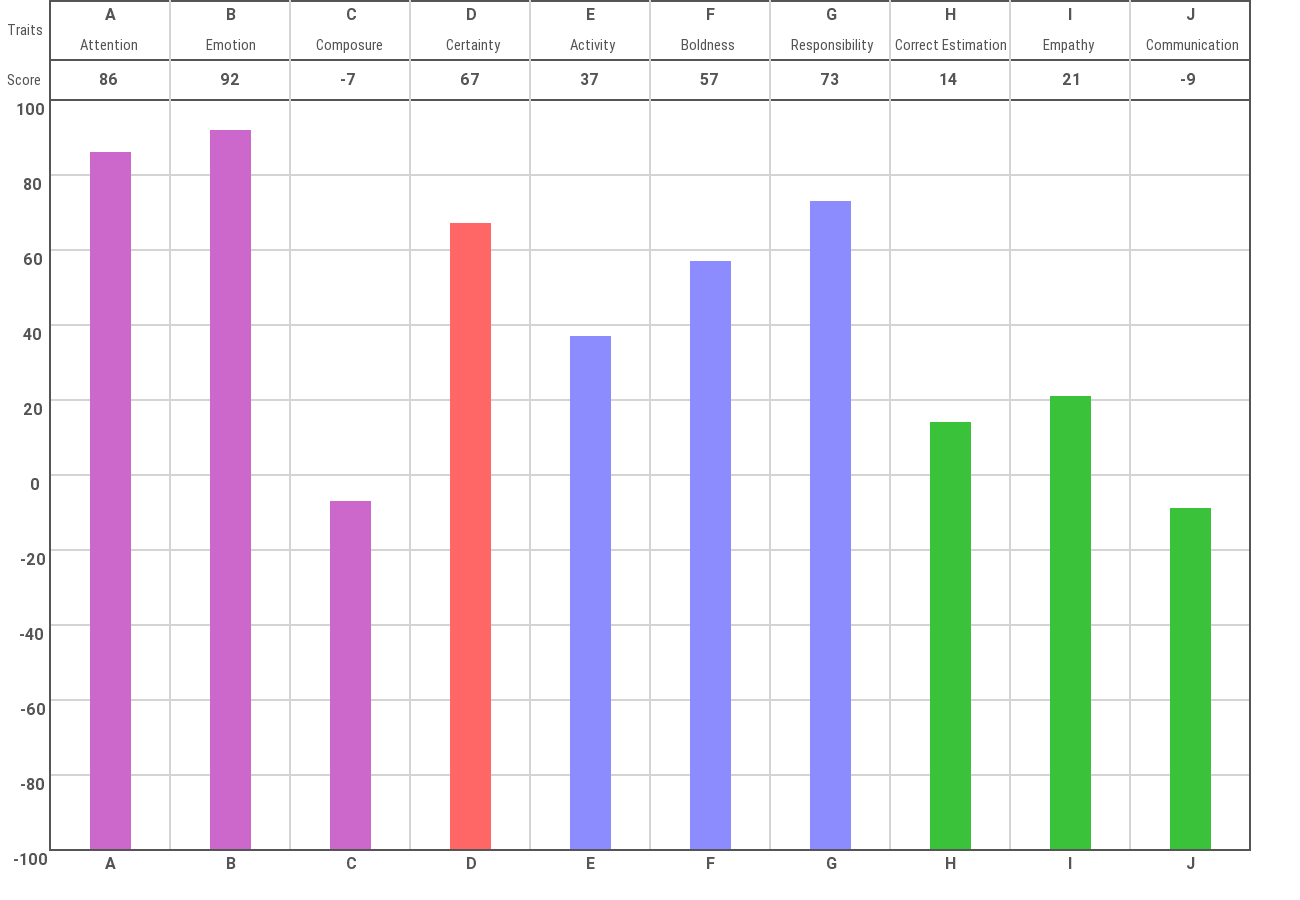 A B C D E F G H I J
Traits
Attention Emotion Composure Certainty Activity Boldness Responsibility Correct Estimation Empathy Communication
Score 86 92 -7 67 37 57 73 14 21 -9
100
80
60
40
20
0
-20
-40
-60
-80
-100
A B C D E F G H I J